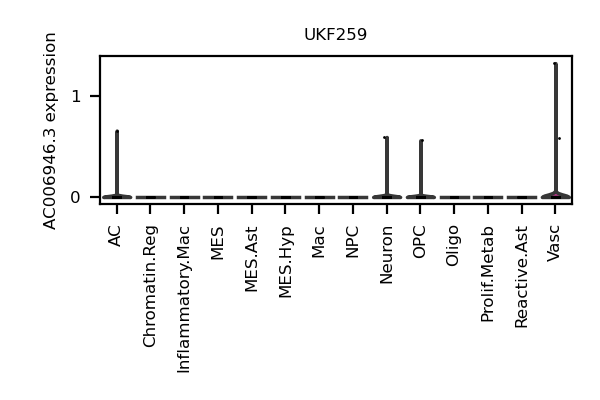 UKF259
AC006946.3 expression
1
0
AC
Chromatin.Reg
Inflammatory.Mac
MES
MES.Ast
MES.Hyp
Mac
NPC
Neuron
OPC
Oligo
Prolif.Metab
Reactive.Ast
Vasc